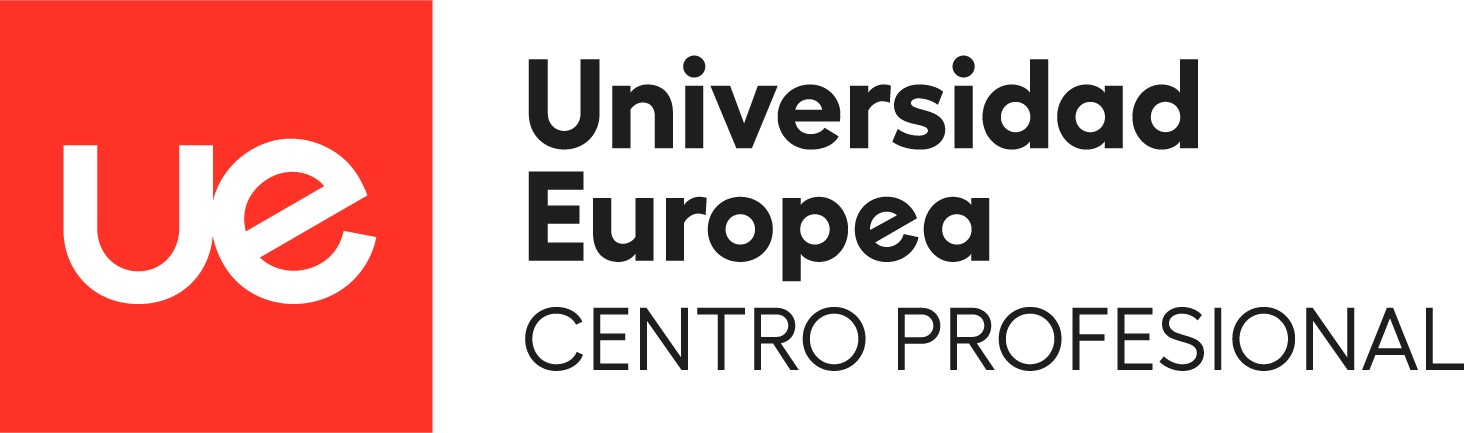 ue
Universidad
Europea
CENTRO PROFESIONAL